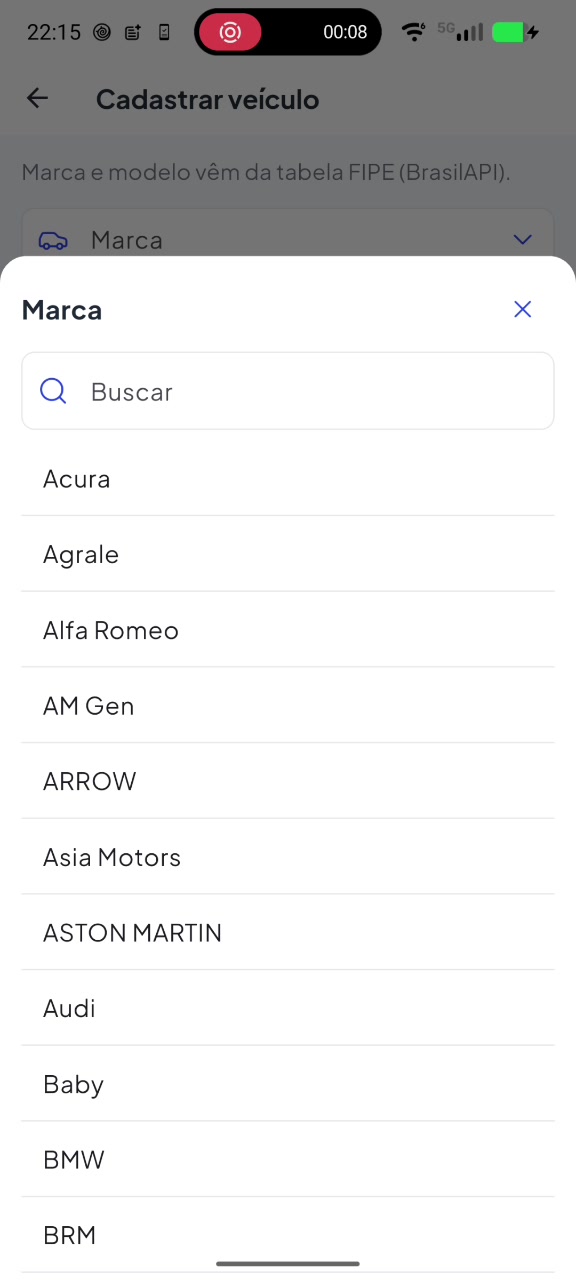 22:15
00:08
5G
Cadastrar veículo
Marca e modelo vêm da tabela FIPE (BrasilAPI).
Marca
Marca
Buscar
Acura
Agrale
Alfa Romeo
AM Gen
ARROW
Asia Motors
ASTON MARTIN
Audi
Baby
BMW
BRM